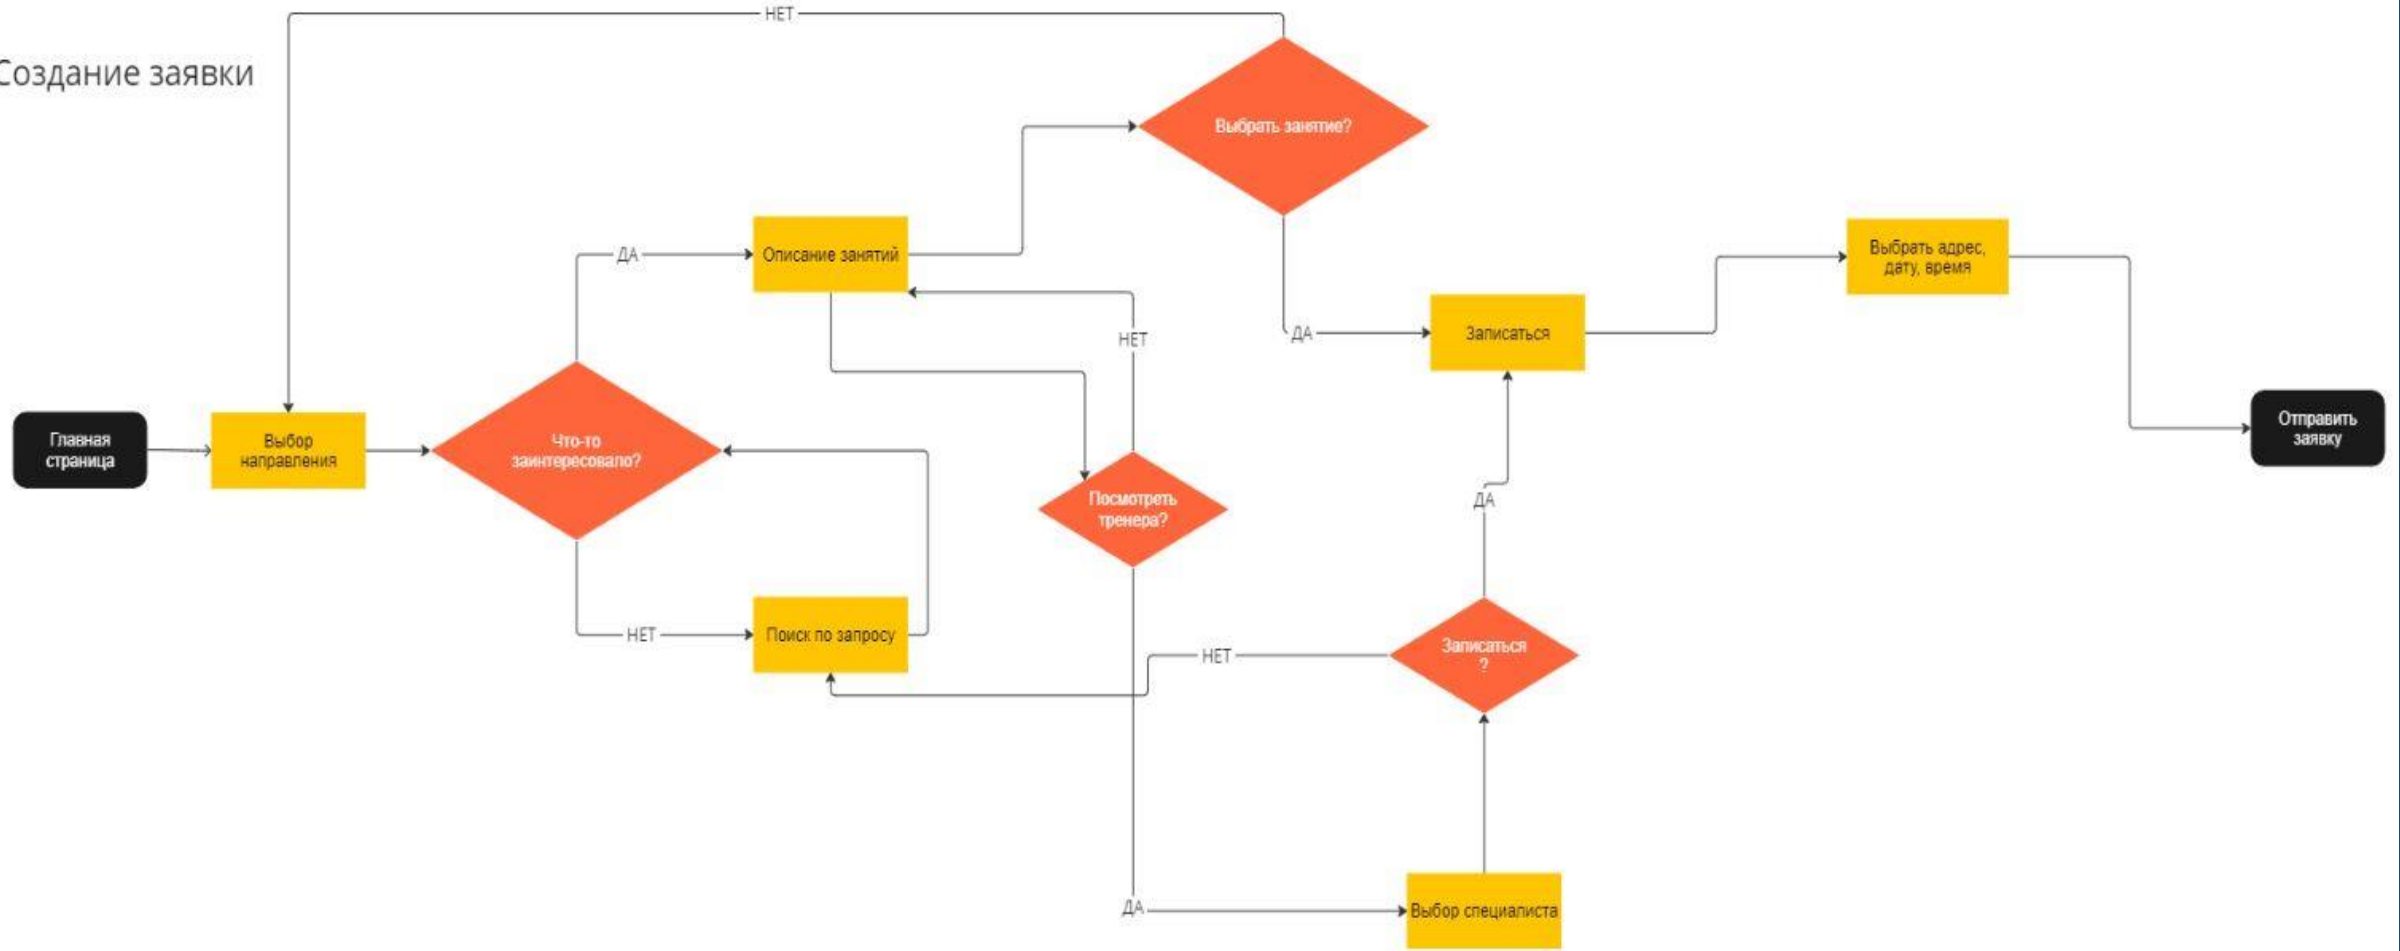 НЕТ
Создание заявки
Выбрать занятие?
Описание занятий
ДА
Выбрать адрес,
дату, время
НЕТ
ДА
Записаться
Главная
страница
Выбор
направления
Что-то
заинтересовало?
Посмотреть
тренера?
ДА
Отправить
заявку
НЕТ
Поиск по запросу
НЕТ
Записаться
?
ДА
Выбор специалиста